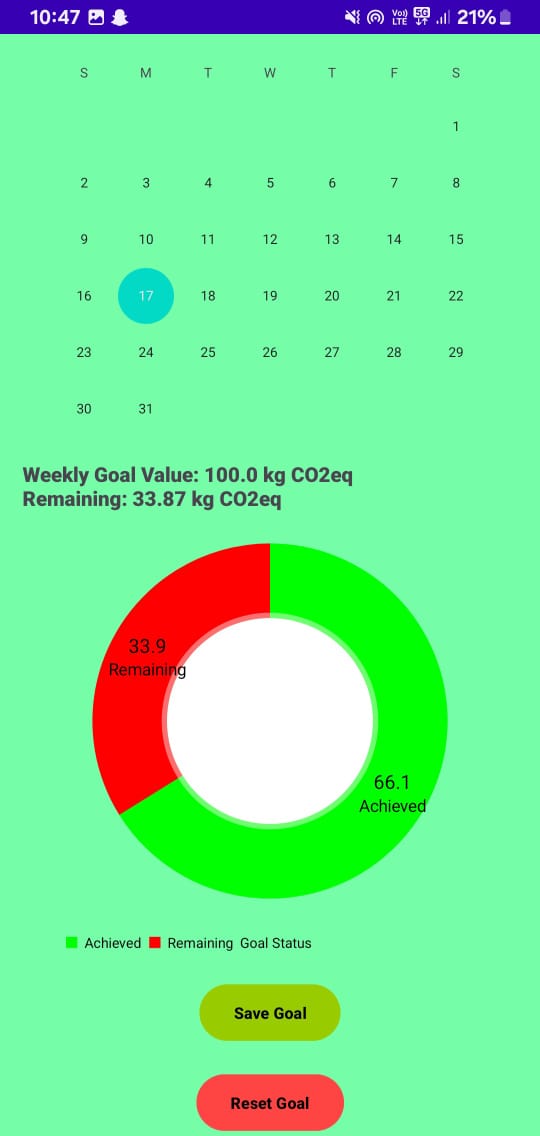 10:47 Vo)) LTE 5G 21%
S M T W T F S
1
2 3 4 5 6 7 8
9 10 11 12 13 14 15
16 17 18 19 20 21 22
23 24 25 26 27 28 29
30 31
Weekly Goal Value: 100.0 kg CO2eq
Remaining: 33.87 kg CO2eq
33.9
Remaining
66.1
Achieved
Achieved Remaining Goal Status
Save Goal
Reset Goal